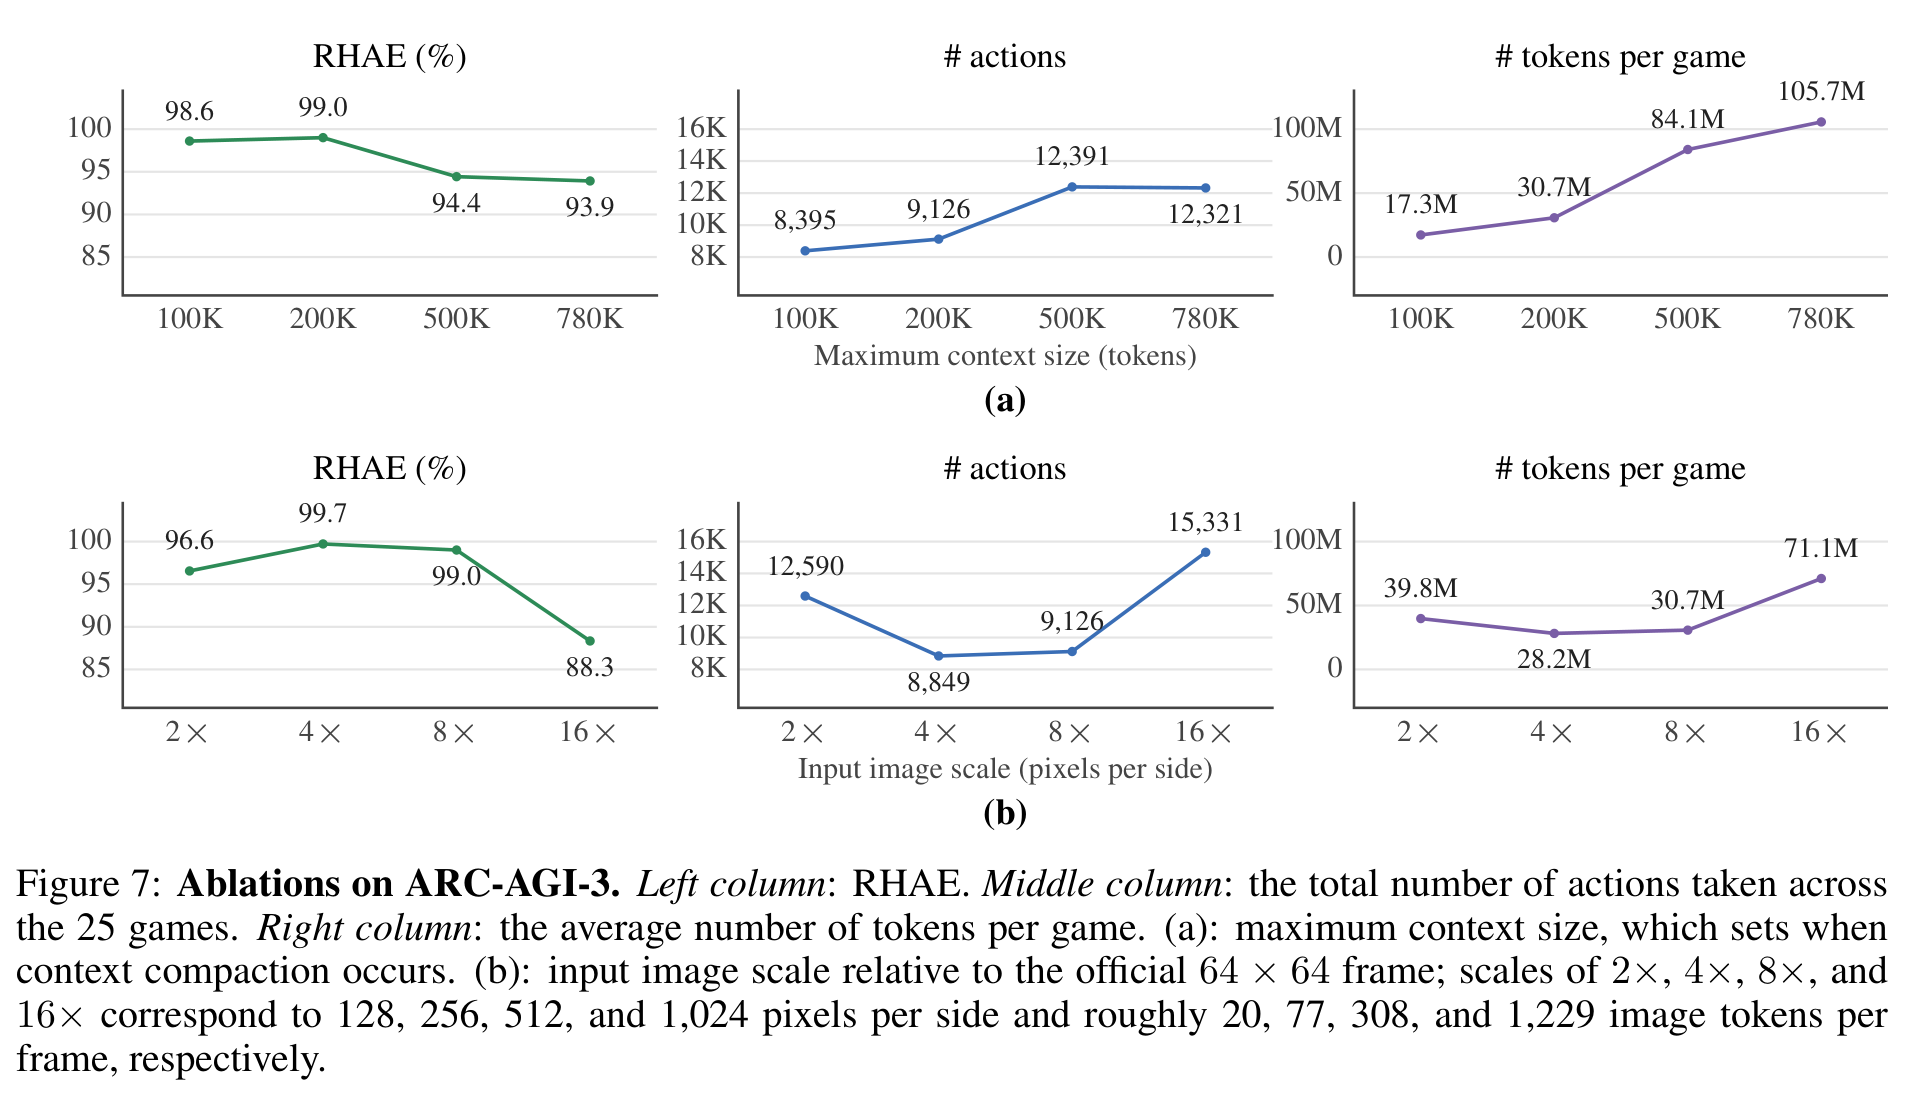 RHAE (%)
# actions
# tokens per game
98.6
99.0
94.4
93.9
100
95
90
85
100K
200K
500K
780K
8,395
9,126
12,391
12,321
16K
14K
12K
10K
8K
100K
200K
500K
780K
17.3M
30.7M
84.1M
105.7M
100M
50M
0
100K
200K
500K
780K
Maximum context size (tokens)
(a)
RHAE (%)
# actions
# tokens per game
96.6
99.7
99.0
88.3
100
95
90
85
2×
4×
8×
16×
12,590
8,849
9,126
15,331
16K
14K
12K
10K
8K
2×
4×
8×
16×
39.8M
28.2M
30.7M
71.1M
100M
50M
0
2×
4×
8×
16×
Input image scale (pixels per side)
(b)
Figure 7: Ablations on ARC-AGI-3. Left column: RHAE. Middle column: the total number of actions taken across
the 25 games. Right column: the average number of tokens per game. (a): maximum context size, which sets when
context compaction occurs. (b): input image scale relative to the official 64 × 64 frame; scales of 2×, 4×, 8×, and
16× correspond to 128, 256, 512, and 1,024 pixels per side and roughly 20, 77, 308, and 1,229 image tokens per
frame, respectively.